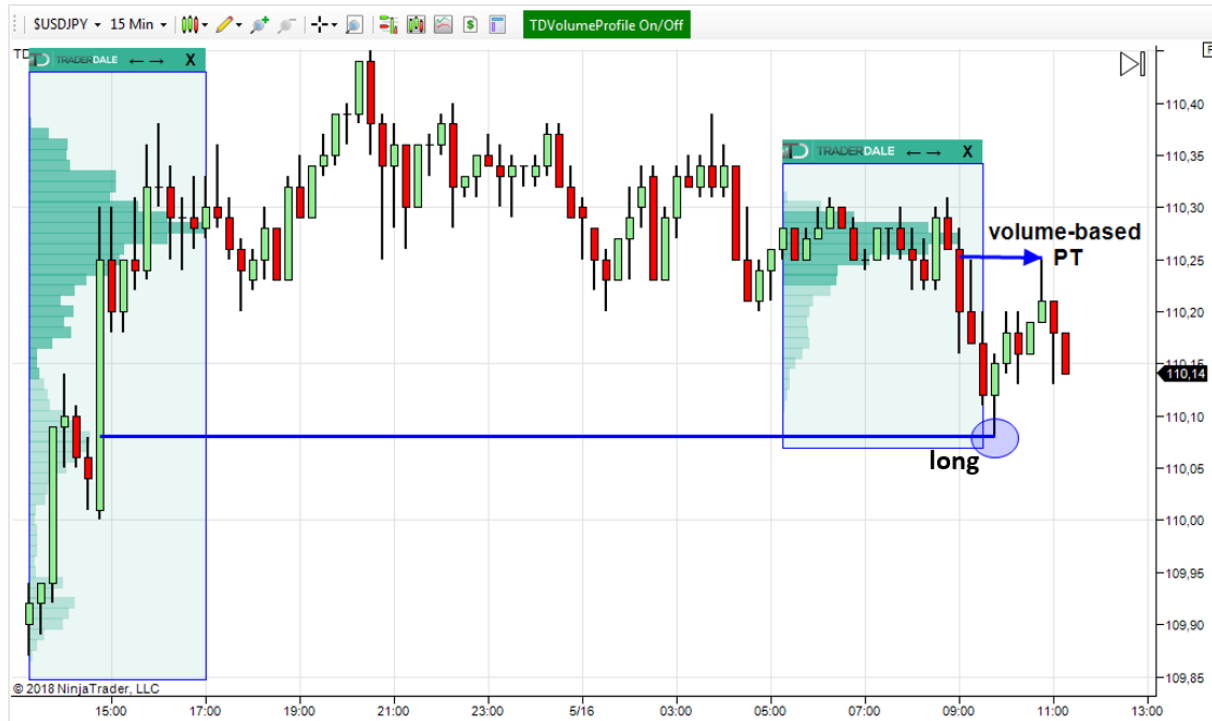 $USDJPY 15 Min TDVolumeProfile On/Off
TD
TRADERDALE ← → X
TRADERDALE ← → X
F
110,40
110,35
110,30
110,25
110,20
110,15
110,14
110,10
110,05
110,00
109,95
109,90
109,85
volume-based
PT
long
© 2018 NinjaTrader, LLC
15:00 17:00 19:00 21:00 23:00 5/16 03:00 05:00 07:00 09:00 11:00 13:00